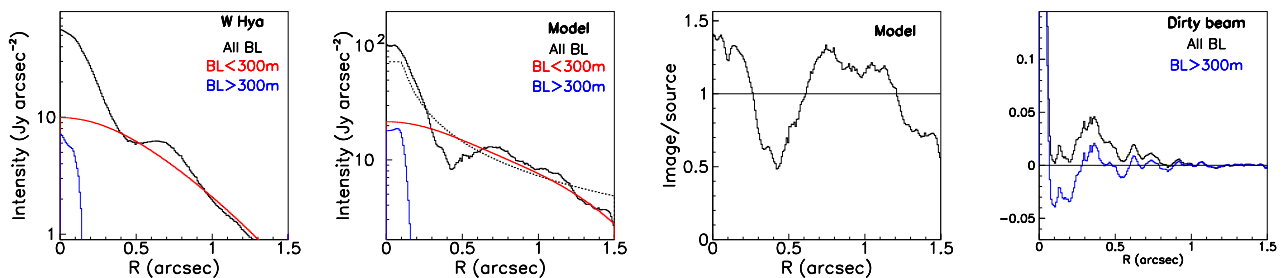 W Hya
All BL
BL<300m
BL>300m
Intensity (Jy arcsec⁻²)
10
1
0 0.5 1 1.5
R (arcsec)
Model
All BL
BL<300m
BL>300m
Intensity (Jy arcsec⁻²)
10²
10
0 0.5 1 1.5
R (arcsec)
Model
Image/source
1.5
1
0.5
0
0 0.5 1 1.5
R (arcsec)
Dirty beam
All BL
BL>300m
0.1
0.05
0
−0.05
0 0.5 1 1.5
R (arcsec)